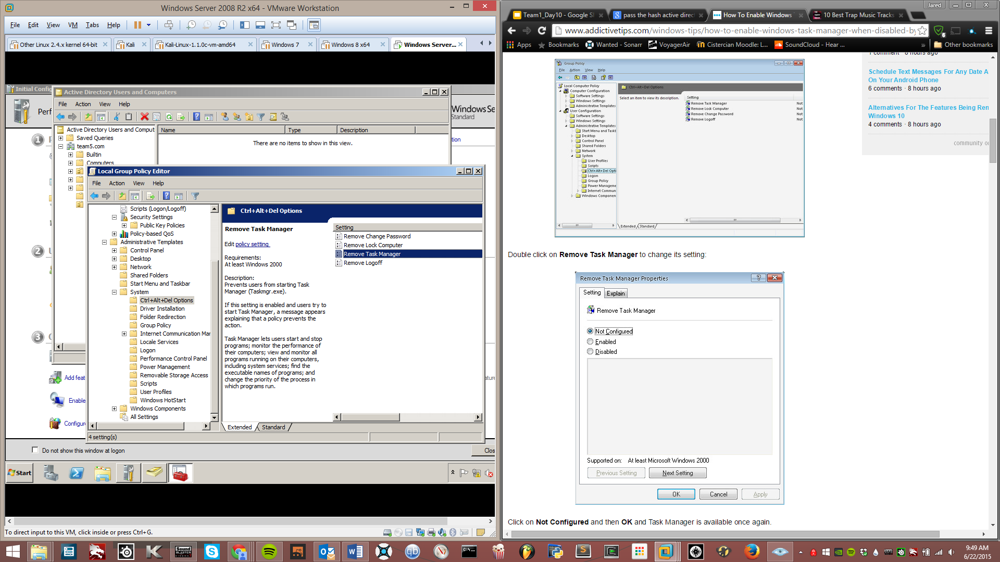 Windows Server 2008 R2 x64 - VMware Workstation
File Edit View VM Tabs Help
Other Linux 2.4.x kernel 64-bit
Kali
Kali-Linux-1.1.0c-vm-amd64
Windows 7
Windows 8 x64
Windows Server...
Initial Config
Perf
Windows Se
Standard
Active Directory Users and Computers
File Action View Help
Active Directory Users and Comput
Saved Queries
team5.com
Builtin
Computers
Name Type Description
There are no items to show in this view.
1
2
3
Add feat
Enable
Configure
Local Group Policy Editor
File Action View Help
Scripts (Logon/Logoff)
Security Settings
Public Key Policies
Policy-based QoS
Administrative Templates
Control Panel
Desktop
Network
Shared Folders
Start Menu and Taskbar
System
Ctrl+Alt+Del Options
Driver Installation
Folder Redirection
Group Policy
Internet Communication Mar
Locale Services
Logon
Performance Control Panel
Power Management
Removable Storage Access
Scripts
User Profiles
Windows HotStart
Windows Components
All Settings
Ctrl+Alt+Del Options
Remove Task Manager
Edit policy setting
Requirements:
At least Windows 2000
Description:
Prevents users from starting Task
Manager (Taskmgr.exe).
If this setting is enabled and users try to
start Task Manager, a message appears
explaining that a policy prevents the
action.
Task Manager lets users start and stop
programs; monitor the performance of
their computers; view and monitor all
programs running on their computers,
including system services; find the
executable names of programs; and
change the priority of the process in
which programs run.
Setting
Remove Change Password
Remove Lock Computer
Remove Task Manager
Remove Logoff
Extended Standard
4 setting(s)
Do not show this window at logon
Clos
Start
To direct input to this VM, click inside or press Ctrl+G.
Jared
Team1_Day10 - Google Sl
pass the hash active direct
How To Enable Windows
10 Best Trap Music Tracks
www.addictivetips.com/windows-tips/how-to-enable-windows-task-manager-when-disabled-by
6
Apps
Bookmarks
Wanted - Sonarr
VoyagerAir
Cistercian Moodle: L...
SoundCloud - Hear ...
»
Other bookmarks
1 comment · 8 hours ago
Schedule Text Messages For Any Date A
On Your Android Phone
6 comments · 8 hours ago
Alternatives For The Features Being Ren
Windows 10
4 comments · 8 hours ago
community on
Group Policy
File Action View Help
Local Computer Policy
Computer Configuration
Software Settings
Windows Settings
Administrative Templates
User Configuration
Software Settings
Windows Settings
Administrative Templates
Start Menu and Taskb
Desktop
Control Panel
Shared Folders
Network
System
User Profiles
Scripts
Ctrl+Alt+Del Opti
Logon
Group Policy
Power Manageme
Internet Commun
Windows Componen
Ctrl+Alt+Del Options
Select an item to view its description.
Setting
Remove Task Manager Not
Remove Lock Computer Not
Remove Change Password Not
Remove Logoff Not
Extended Standard
Double click on Remove Task Manager to change its setting:
Remove Task Manager Properties
Setting Explain
Remove Task Manager
Not Configured
Enabled
Disabled
Supported on: At least Microsoft Windows 2000
Previous Setting Next Setting
OK Cancel Apply
Click on Not Configured and then OK and Task Manager is available once again.
9:49 AM
6/22/2015